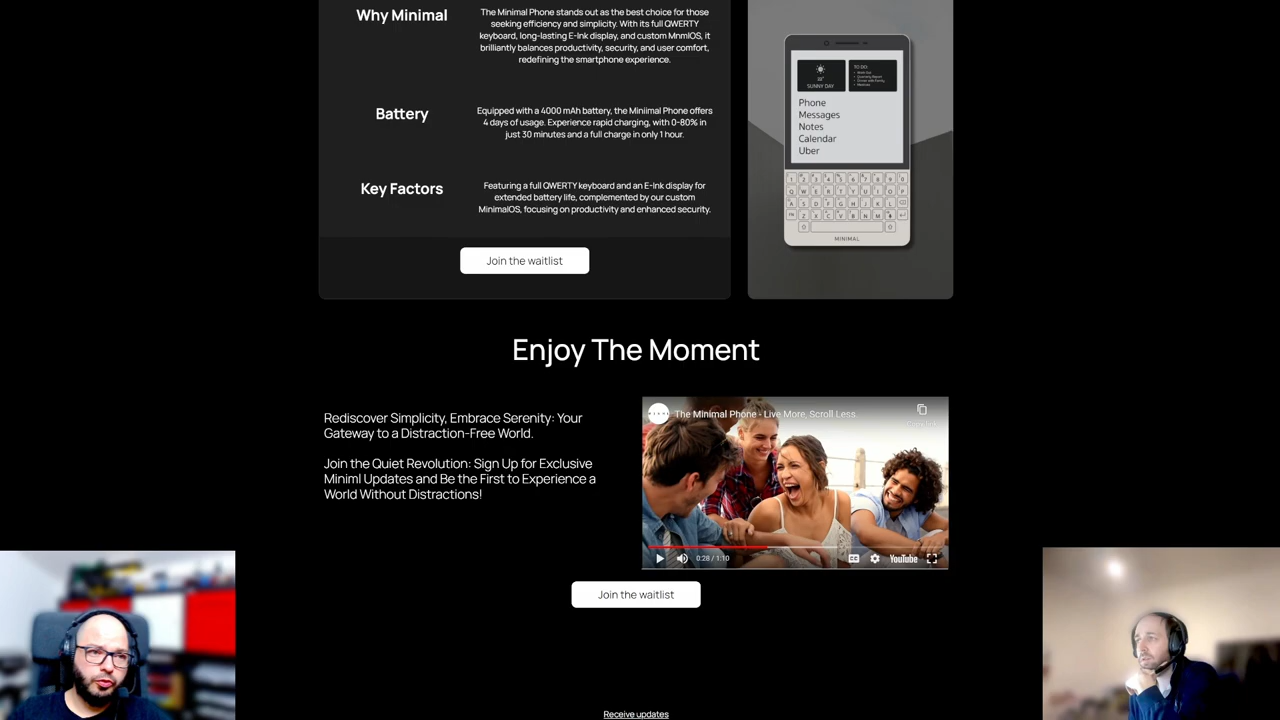 Why Minimal
The Minimal Phone stands out as the best choice for those
seeking efficiency and simplicity. With its full QWERTY
keyboard, long-lasting E-Ink display, and custom MnmlOS, it
brilliantly balances productivity, security, and user comfort,
redefining the smartphone experience.
Battery
Equipped with a 4000 mAh battery, the Miniimal Phone offers
4 days of usage. Experience rapid charging, with 0-80% in
just 30 minutes and a full charge in only 1 hour.
Key Factors
Featuring a full QWERTY keyboard and an E-Ink display for
extended battery life, complemented by our custom
MinimalOS, focusing on productivity and enhanced security.
Join the waitlist
SUNNY DAY
TO DO:
Phone
Messages
Notes
Calendar
Uber
Q W E R T Y U I O P
A S D F G H J K L
Z X C V B N M
MINIMAL
Enjoy The Moment
Rediscover Simplicity, Embrace Serenity: Your
Gateway to a Distraction-Free World.
Join the Quiet Revolution: Sign Up for Exclusive
Miniml Updates and Be the First to Experience a
World Without Distractions!
The Minimal Phone - Live More, Scroll Less
0:28 / 1:10
CC
YouTube
Join the waitlist
Receive updates